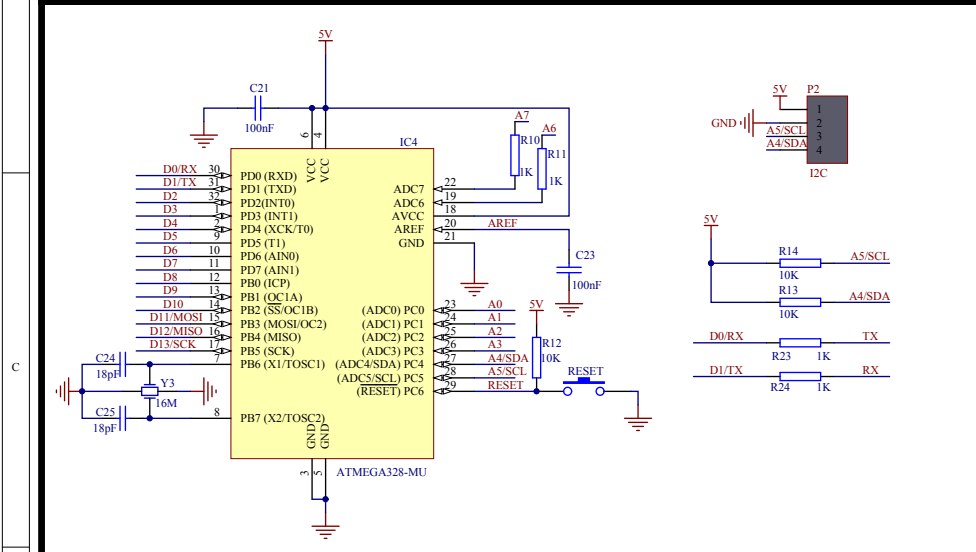 5V
C21
100nF
IC4
6
4
VCC
VCC
A7
A6
R10
R11
1K
1K
D0/RX 30 PD0 (RXD)
D1/TX 31 PD1 (TXD)
D2 32 PD2(INT0)
D3 1 PD3 (INT1)
D4 2 PD4 (XCK/T0)
D5 9 PD5 (T1)
D6 10 PD6 (AIN0)
D7 11 PD7 (AIN1)
D8 12 PB0 (ICP)
D9 13 PB1 (OC1A)
D10 14 PB2 (SS/OC1B)
D11/MOSI 15 PB3 (MOSI/OC2)
D12/MISO 16 PB4 (MISO)
D13/SCK 17 PB5 (SCK)
7 PB6 (X1/TOSC1)
8 PB7 (X2/TOSC2)
ADC7 22
ADC6 19
AVCC 18
AREF 20 AREF
GND 21
C23
100nF
(ADC0) PC0 23 A0
(ADC1) PC1 24 A1
(ADC2) PC2 25 A2
(ADC3) PC3 26 A3
(ADC4/SDA) PC4 27 A4/SDA
(ADC5/SCL) PC5 28 A5/SCL
(RESET) PC6 29 RESET
5V
R12
10K
RESET
C24
18pF
Y3
16M
C25
18pF
GND
GND
3
5
ATMEGA328-MU
5V
P2
1
GND 2
A5/SCL 3
A4/SDA 4
I2C
5V
R14
A5/SCL
10K
R13
A4/SDA
10K
D0/RX
TX
R23
1K
D1/TX
RX
R24
1K
C